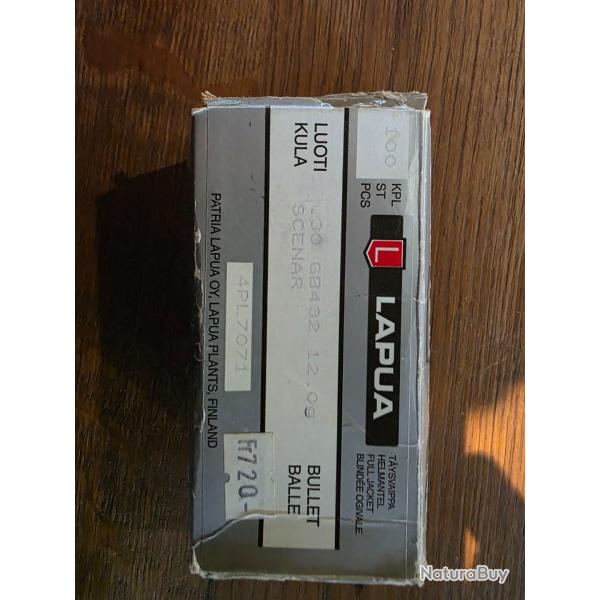 100 KPL
ST
PCS
L LAPUA
TÄYSVAIPPA
HELMANTEL
FULL JACKET
BLINDÉE OGIVALE
LUOTI
KULA
.30 GB432 12.0g
SCENAR
BULLET
BALLE
4PL7071
Fr720-
PATRIA LAPUA OY, LAPUA PLANTS, FINLAND
NaturaBuy